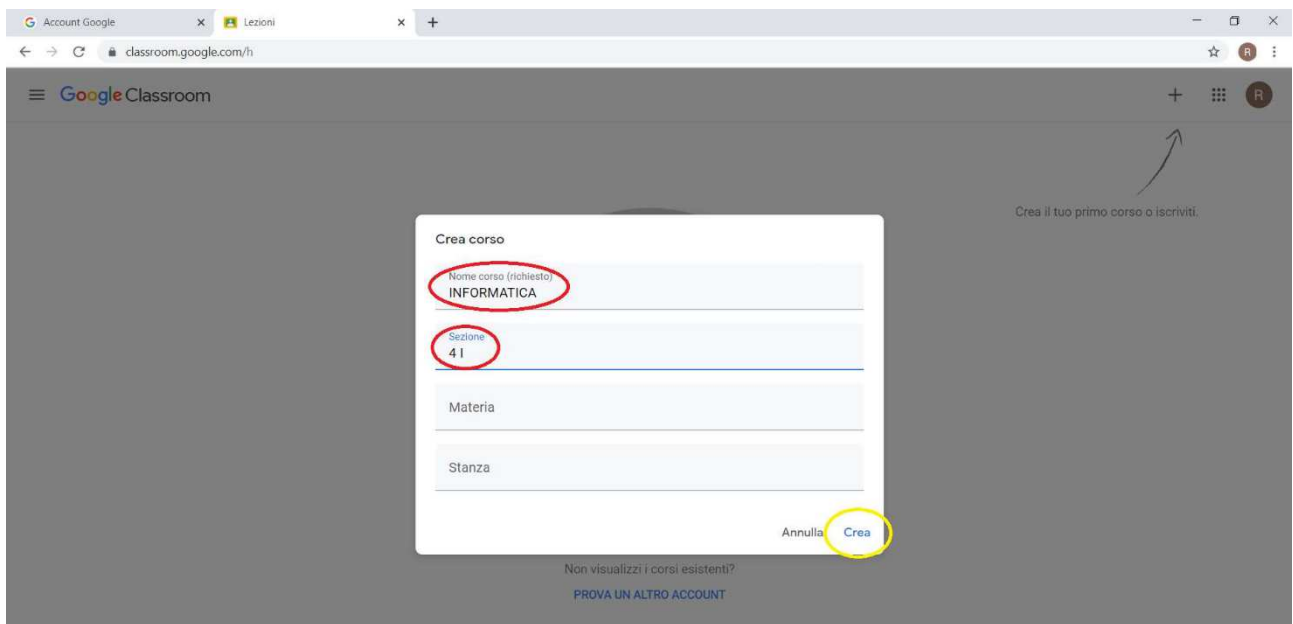 Account Google
Lezioni
classroom.google.com/h
R
Google Classroom
R
Crea il tuo primo corso o iscriviti.
Crea corso
Nome corso (richiesto)
INFORMATICA
Sezione
4 I
Materia
Stanza
Annulla Crea
Non visualizzi i corsi esistenti?
PROVA UN ALTRO ACCOUNT